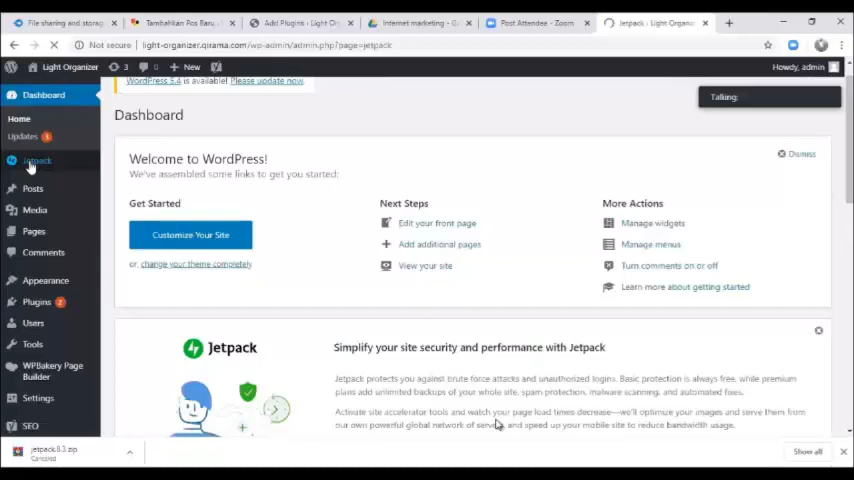 File sharing and storag
Tambahkan Pos Baru
Add Plugins ‹ Light Or
Internet marketing - G
Post Attendee - Zoom
Jetpack ‹ Light Organiz
Not secure | light-organizer.qirama.com/wp-admin/admin.php?page=jetpack
Light Organizer 3 0 + New
Howdy, admin
WordPress 5.4 is available! Please update now.
Talking:
Dashboard
Home
Updates 3
Jetpack
Posts
Media
Pages
Comments
Appearance
Plugins 2
Users
Tools
WPBakery Page
Builder
Settings
SEO
Dashboard
Welcome to WordPress!
We've assembled some links to get you started:
Dismiss
Get Started
Customize Your Site
or, change your theme completely
Next Steps
Edit your front page
Add additional pages
View your site
More Actions
Manage widgets
Manage menus
Turn comments on or off
Learn more about getting started
Jetpack
Simplify your site security and performance with Jetpack
Jetpack protects you against brute force attacks and unauthorized logins. Basic protection is always free, while premium
plans add unlimited backups of your whole site, spam protection, malware scanning, and automated fixes.
Activate site accelerator tools and watch your page load times decrease—we'll optimize your images and serve them from
our own powerful global network of servers, and speed up your mobile site to reduce bandwidth usage.
jetpack.8.3.zip
Canceled
Show all